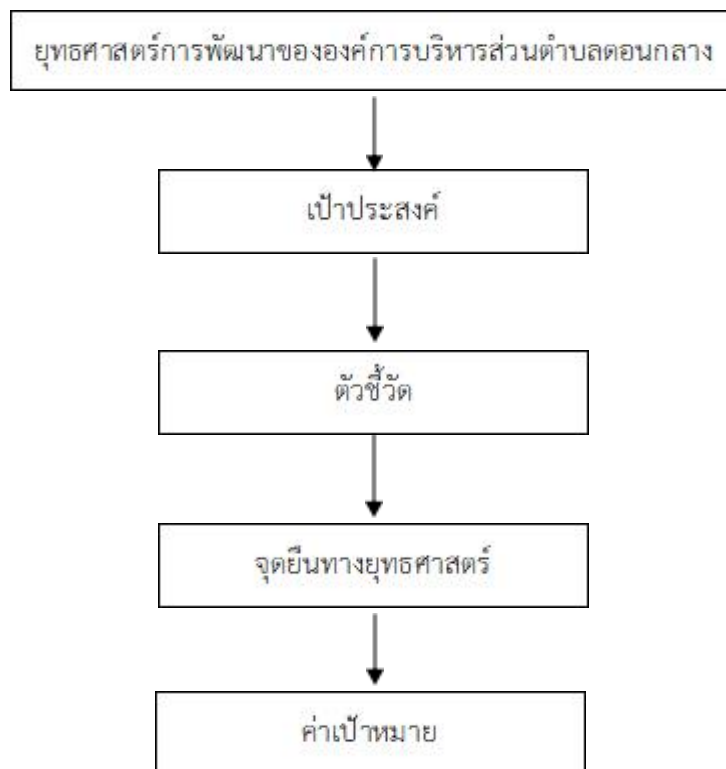 ยุทธศาสตร์การพัฒนาขององค์การบริหารส่วนตำบลดอนกลาง
เป้าประสงค์
ตัวชี้วัด
จุดยืนทางยุทธศาสตร์
ค่าเป้าหมาย